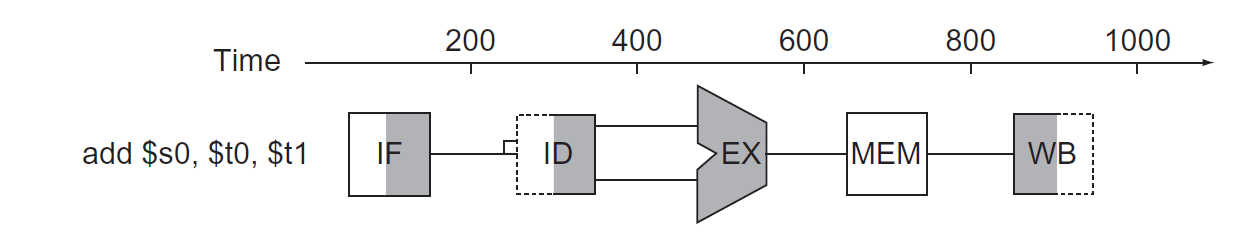 200 400 600 800 1000
Time
add $s0, $t0, $t1 IF ID EX MEM WB